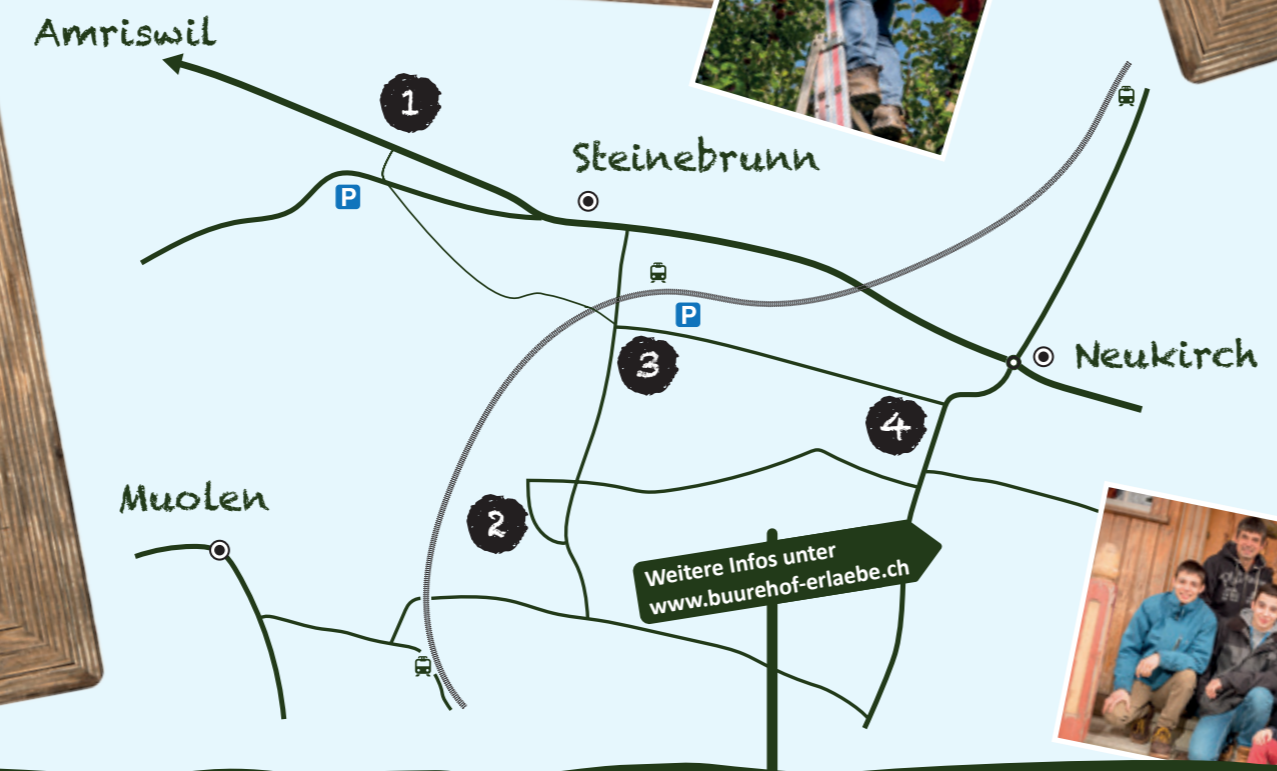 Amriswil
1
Steinebrunn
P
P
3
Neukirch
4
Muolen
2
Weitere Infos unter
www.buurehof-erlaebe.ch